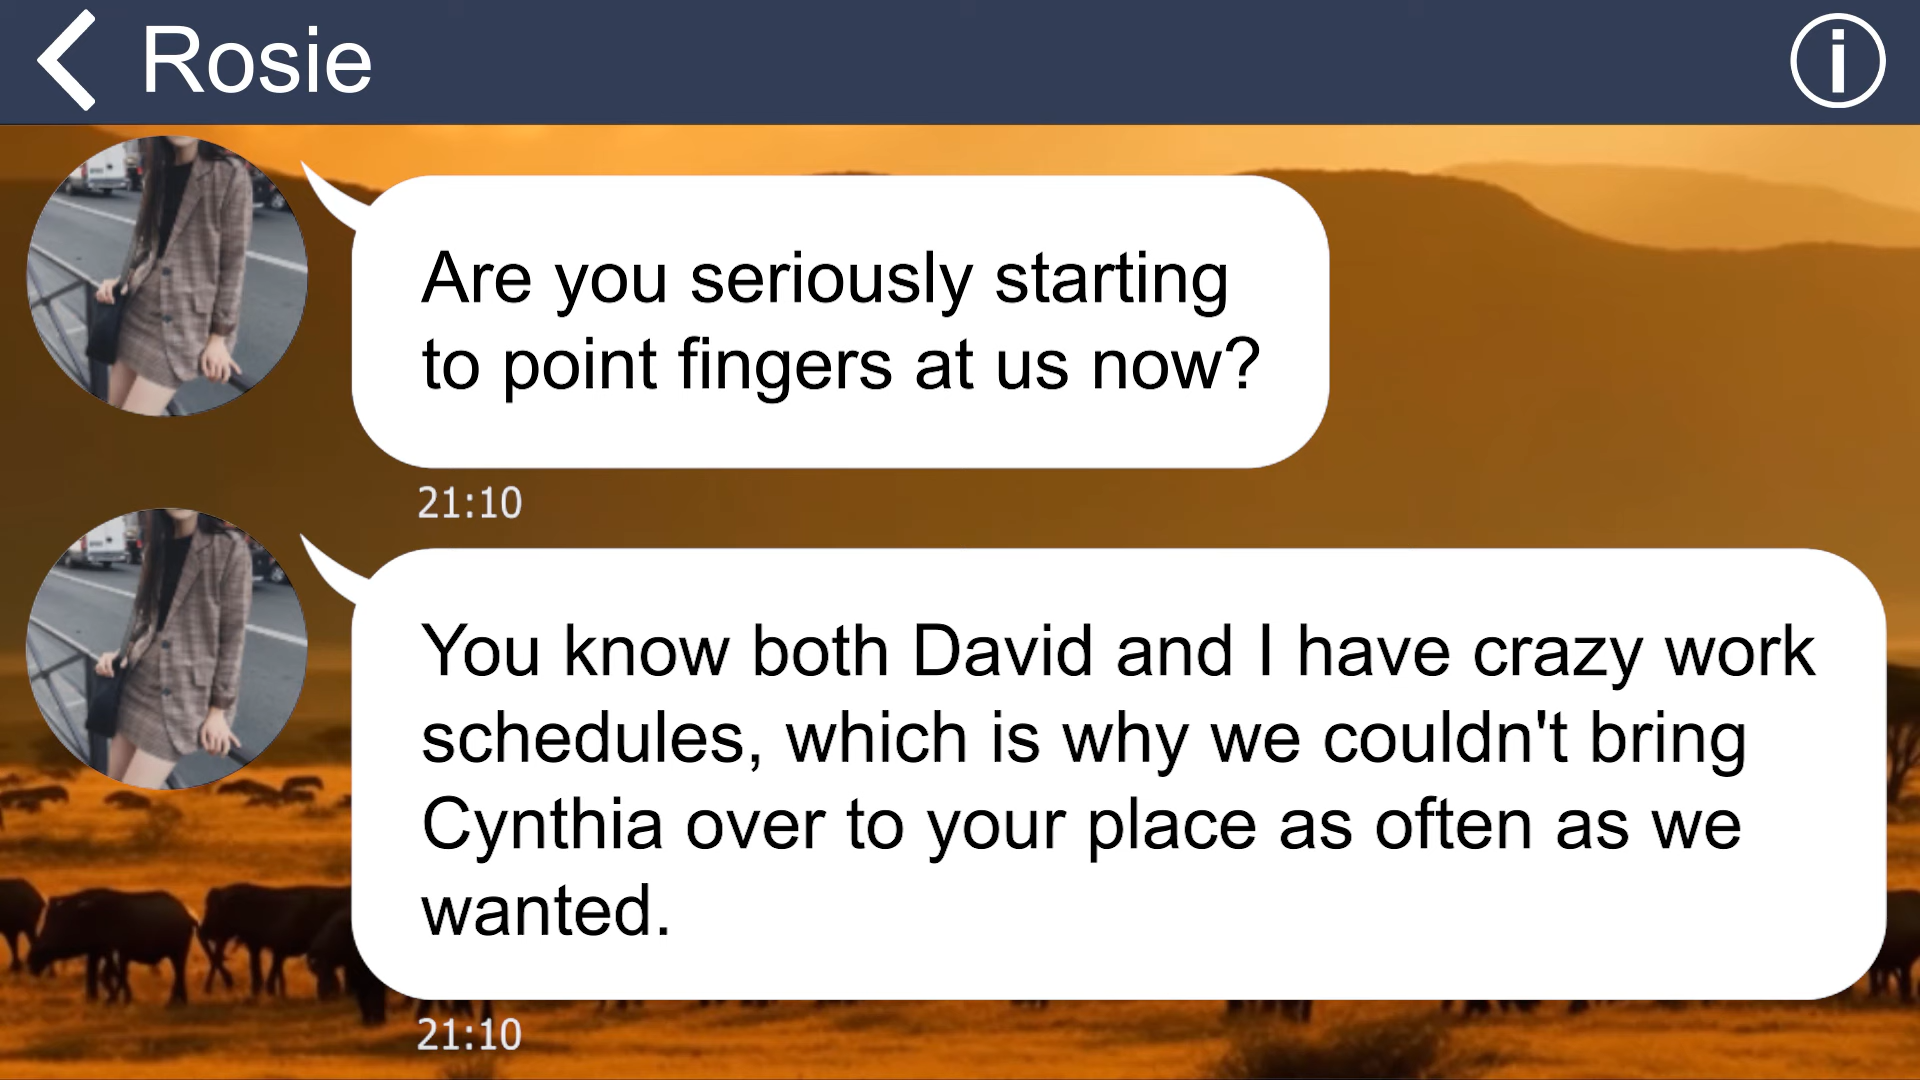 Rosie
Are you seriously starting
to point fingers at us now?
21:10
You know both David and I have crazy work
schedules, which is why we couldn't bring
Cynthia over to your place as often as we
wanted.
21:10